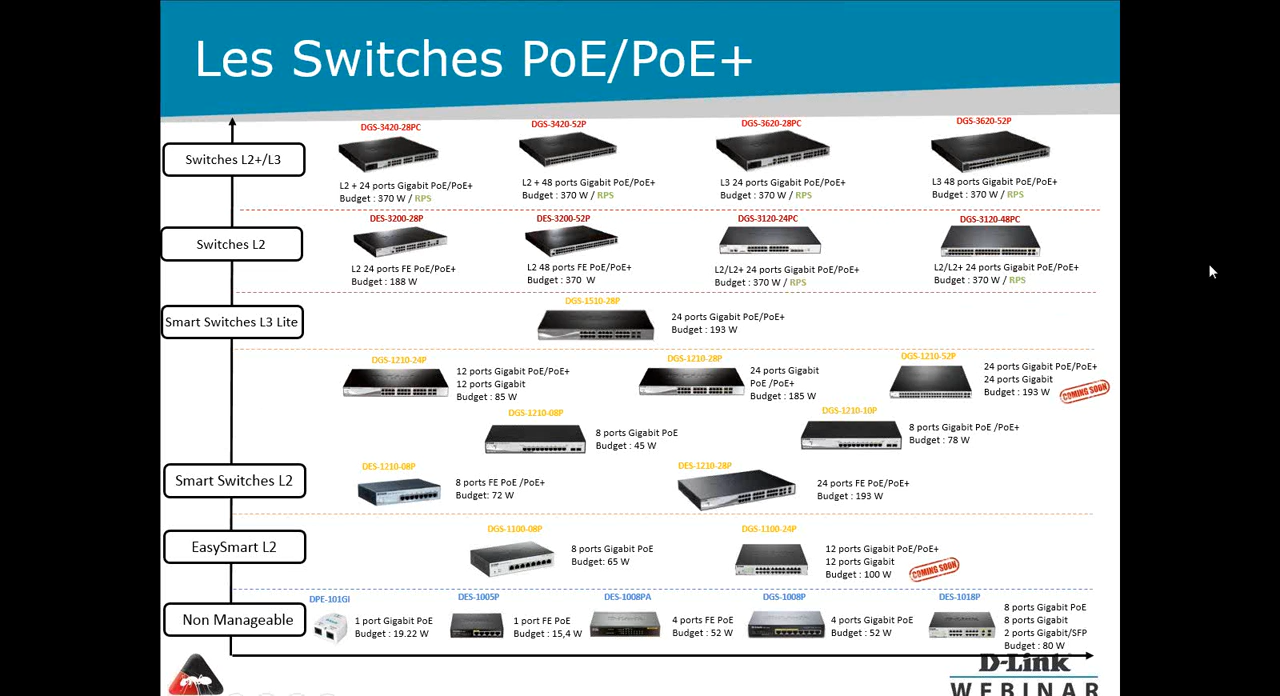 Les Switches PoE/PoE+
Switches L2+/L3
DGS-3420-28PC
L2 + 24 ports Gigabit PoE/PoE+
Budget : 370 W / RPS
DGS-3420-52P
L2 + 48 ports Gigabit PoE/PoE+
Budget : 370 W / RPS
DGS-3620-28PC
L3 24 ports Gigabit PoE/PoE+
Budget : 370 W / RPS
DGS-3620-52P
L3 48 ports Gigabit PoE/PoE+
Budget : 370 W / RPS
Switches L2
DES-3200-28P
L2 24 ports FE PoE/PoE+
Budget : 188 W
DES-3200-52P
L2 48 ports FE PoE/PoE+
Budget : 370 W
DGS-3120-24PC
L2/L2+ 24 ports Gigabit PoE/PoE+
Budget : 370 W / RPS
DGS-3120-48PC
L2/L2+ 24 ports Gigabit PoE/PoE+
Budget : 370 W / RPS
Smart Switches L3 Lite
DGS-1510-28P
24 ports Gigabit PoE/PoE+
Budget : 193 W
DGS-1210-24P
12 ports Gigabit PoE/PoE+
12 ports Gigabit
Budget : 85 W
DGS-1210-28P
24 ports Gigabit
PoE /PoE+
Budget : 185 W
DGS-1210-52P
24 ports Gigabit PoE/PoE+
24 ports Gigabit
Budget : 193 W
COMING SOON
DGS-1210-08P
8 ports Gigabit PoE
Budget : 45 W
DGS-1210-10P
8 ports Gigabit PoE /PoE+
Budget : 78 W
Smart Switches L2
DES-1210-08P
8 ports FE PoE /PoE+
Budget: 72 W
DES-1210-28P
24 ports FE PoE/PoE+
Budget : 193 W
EasySmart L2
DGS-1100-08P
8 ports Gigabit PoE
Budget: 65 W
DGS-1100-24P
12 ports Gigabit PoE/PoE+
12 ports Gigabit
Budget : 100 W
COMING SOON
Non Manageable
DPE-101GI
1 port Gigabit PoE
Budget : 19.22 W
DES-1005P
1 port FE PoE
Budget : 15,4 W
DES-1008PA
4 ports FE PoE
Budget : 52 W
DGS-1008P
4 ports Gigabit PoE
Budget : 52 W
DES-1018P
8 ports Gigabit PoE
8 ports Gigabit
2 ports Gigabit/SFP
Budget : 80 W
D-Link
WEBINAR